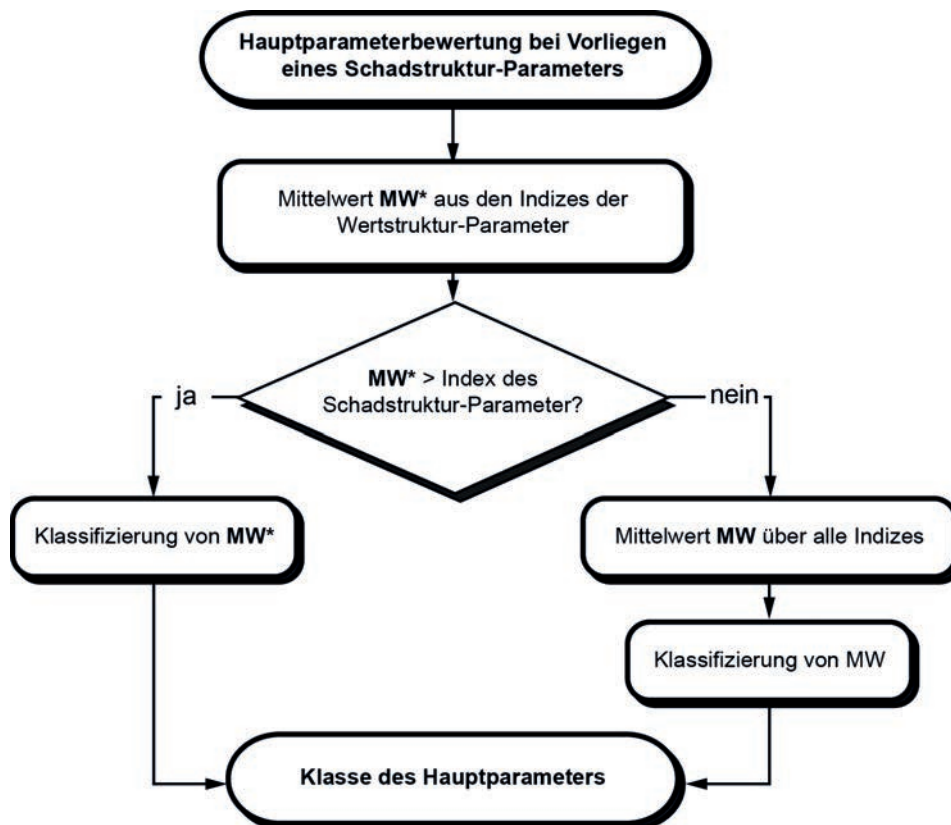 Hauptparameterbewertung bei Vorliegen
eines Schadstruktur-Parameters
Mittelwert MW* aus den Indizes der
Wertstruktur-Parameter
MW* > Index des
Schadstruktur-Parameter?
ja
nein
Klassifizierung von MW*
Mittelwert MW über alle Indizes
Klassifizierung von MW
Klasse des Hauptparameters